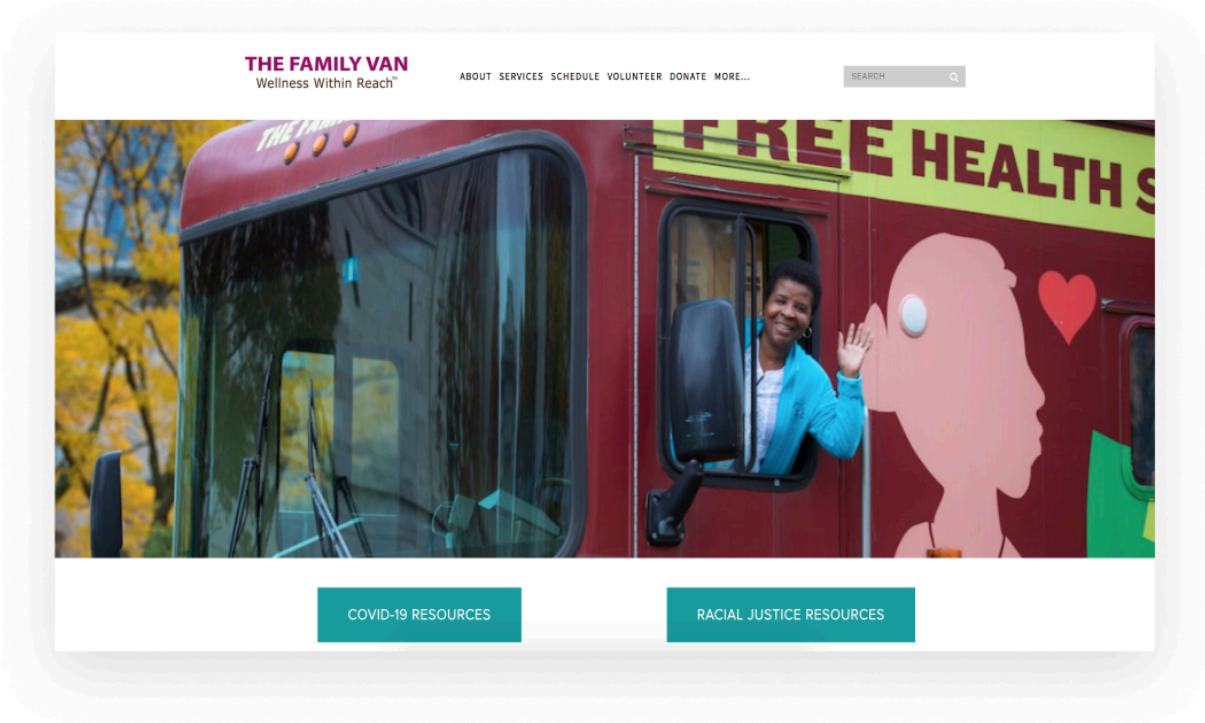 THE FAMILY VAN
Wellness Within Reach™
ABOUT SERVICES SCHEDULE VOLUNTEER DONATE MORE...
SEARCH
THE
FREE HEALTH S
COVID-19 RESOURCES
RACIAL JUSTICE RESOURCES